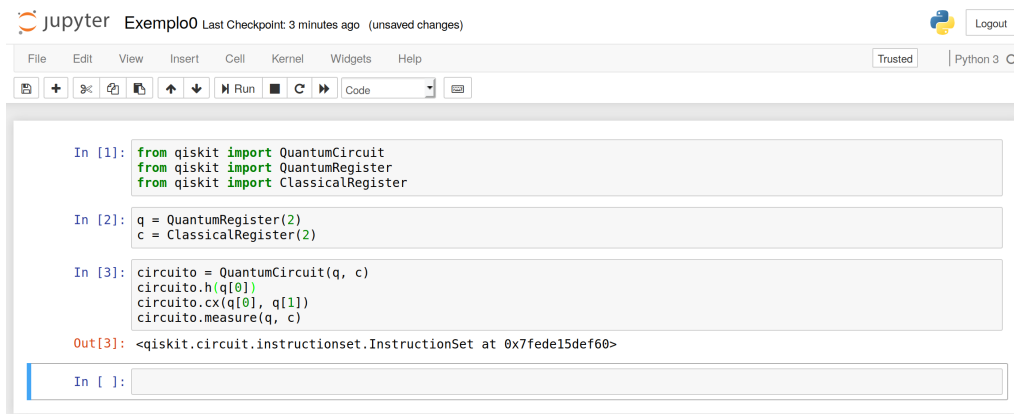 jupyter Exemplo0 Last Checkpoint: 3 minutes ago (unsaved changes)
Logout
File Edit View Insert Cell Kernel Widgets Help
Trusted
Python 3
Run
Code
In [1]: from qiskit import QuantumCircuit
from qiskit import QuantumRegister
from qiskit import ClassicalRegister
In [2]: q = QuantumRegister(2)
c = ClassicalRegister(2)
In [3]: circuito = QuantumCircuit(q, c)
circuito.h(q[0])
circuito.cx(q[0], q[1])
circuito.measure(q, c)
Out[3]: <qiskit.circuit.instructionset.InstructionSet at 0x7fede15def60>
In [ ]: